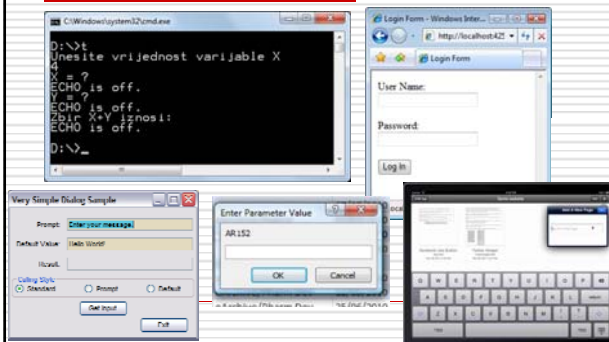 C:\Windows\system32\cmd.exe
D:\>t
Unesite vrijednost varijable X
4
X = ?
ECHO is off.
Y = ?
ECHO is off.
Zbir X+Y iznosi:
ECHO is off.
D:\>_
Login Form - Windows Inter...
http://localhost:425
Login Form
User Name:
Password:
Log In
Very Simple Dialog Sample
Prompt: Enter your message.
Default Value: Hello World!
Result:
Calling Style
Standard Prompt Default
Get Input
Exit
Enter Parameter Value
AR152
OK Cancel
Q W E R T Y U I O P
A S D F G H J K L
Z X C V B N M